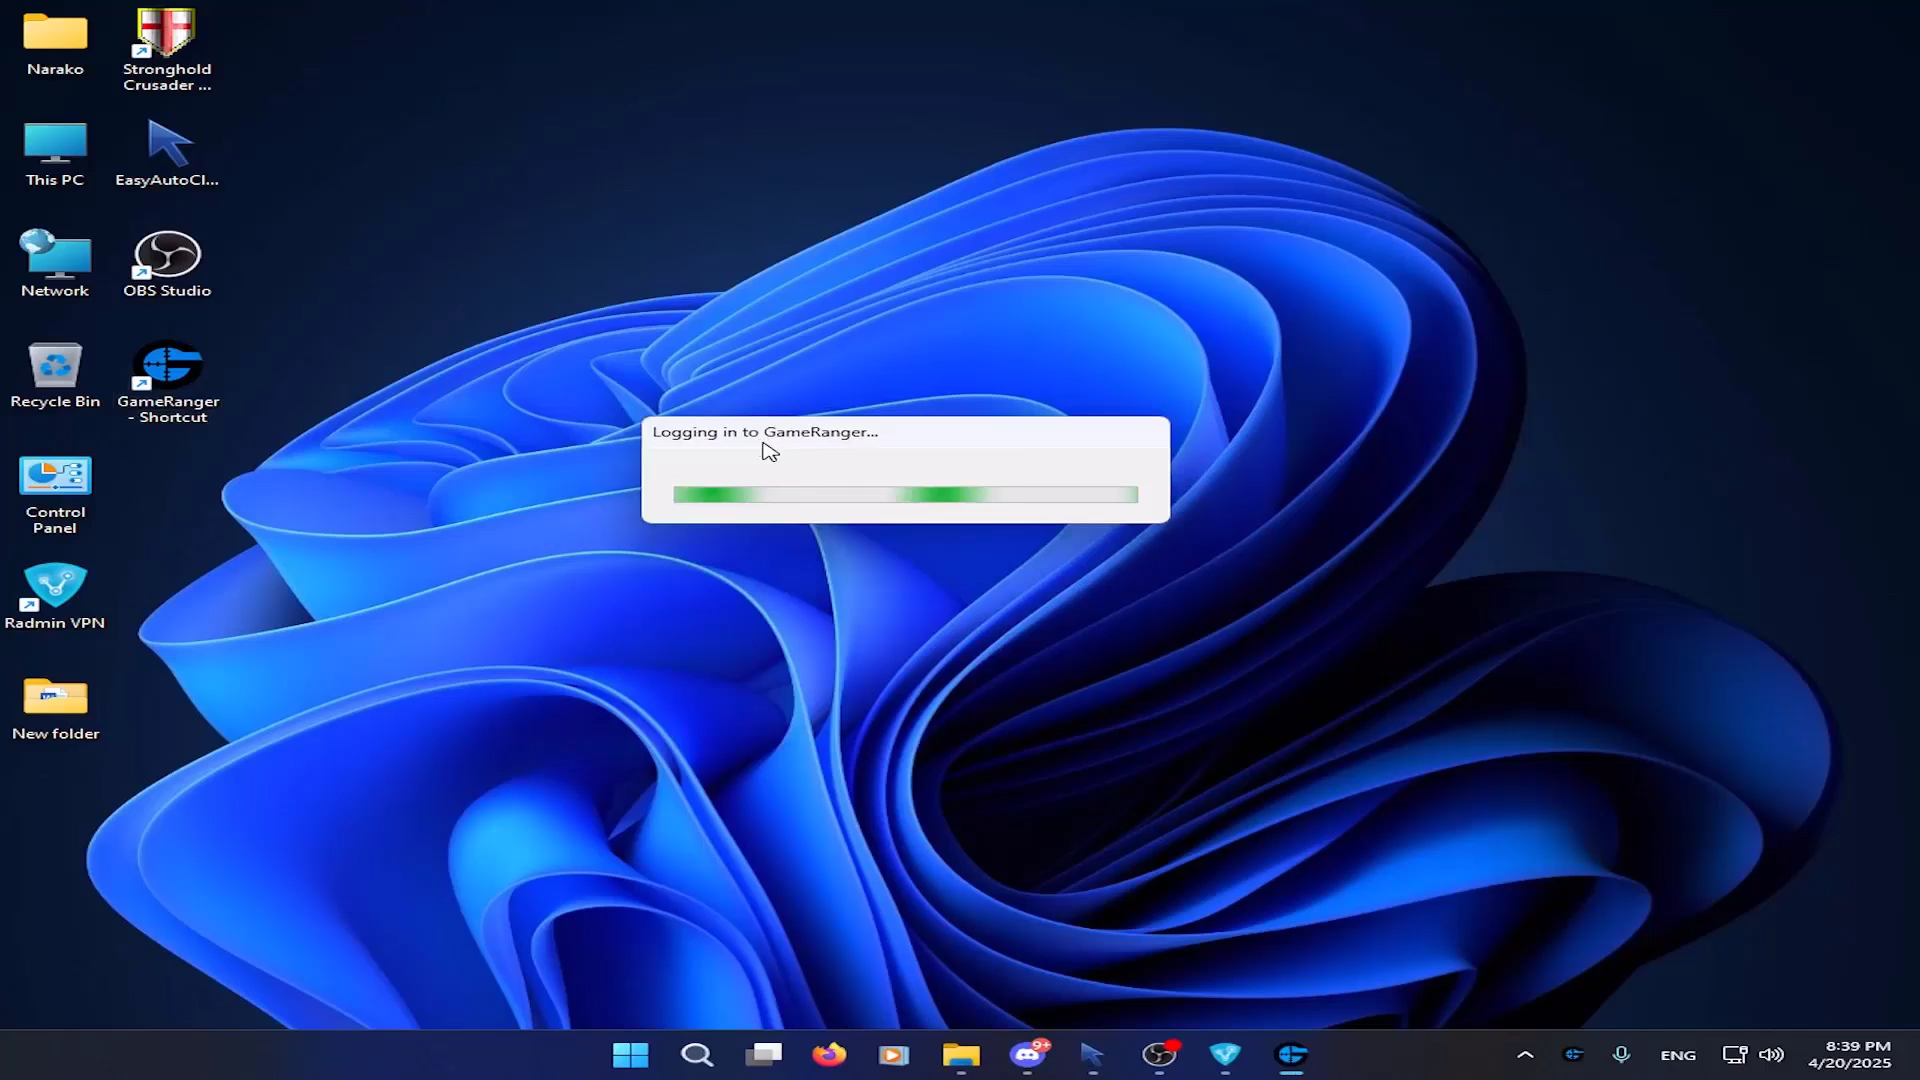 Narako
Stronghold
Crusader ...
This PC
EasyAutoCl...
Network
OBS Studio
Recycle Bin
GameRanger
- Shortcut
Control
Panel
Radmin VPN
New folder
Logging in to GameRanger...
9+
ENG
8:39 PM
4/20/2025